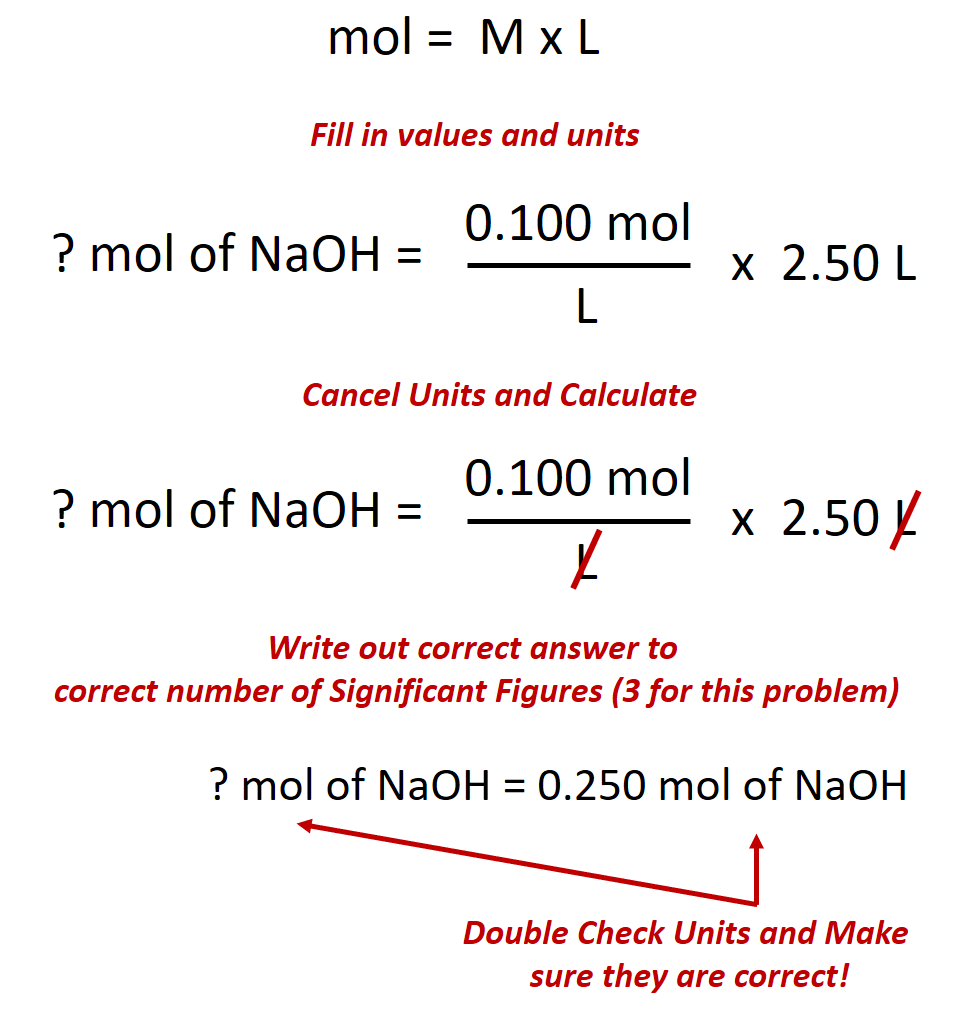 mol = M x L
Fill in values and units
? mol of NaOH = 0.100 mol / L x 2.50 L
Cancel Units and Calculate
? mol of NaOH = 0.100 mol / L x 2.50 L
Write out correct answer to
correct number of Significant Figures (3 for this problem)
? mol of NaOH = 0.250 mol of NaOH
Double Check Units and Make
sure they are correct!